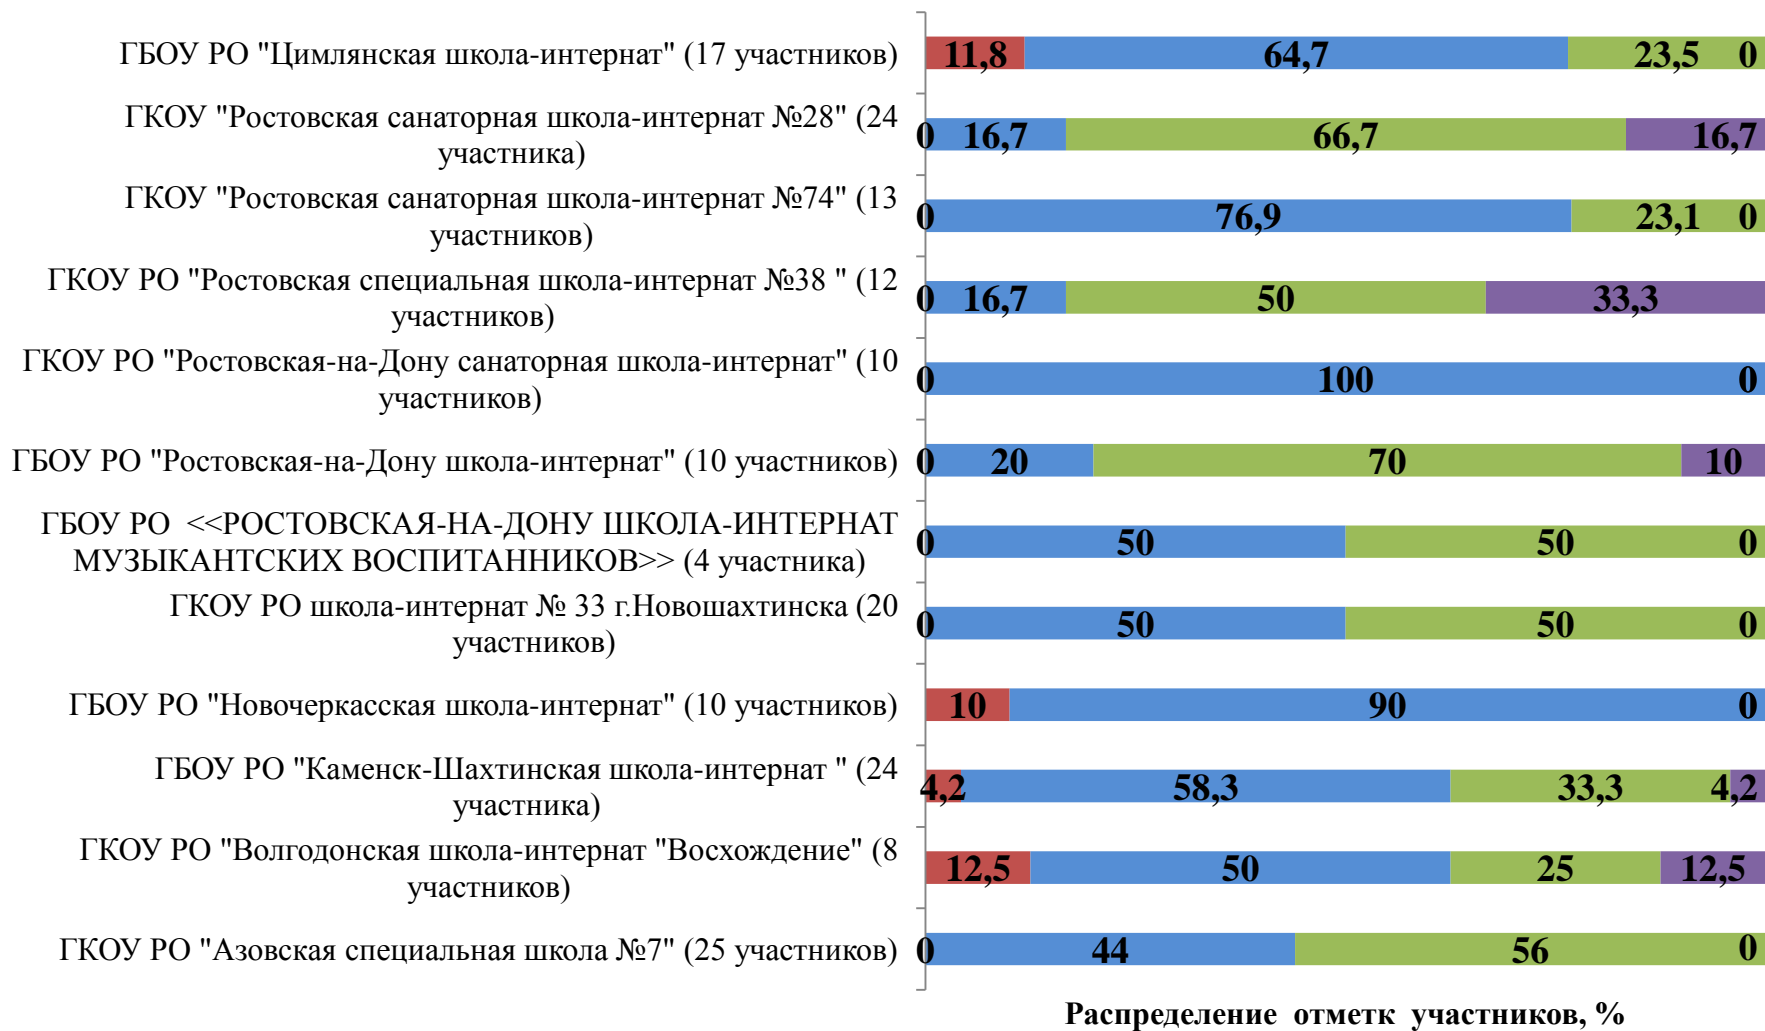 ГБОУ РО "Цимлянская школа-интернат" (17 участников)
11,8 64,7 23,5 0
ГКОУ "Ростовская санаторная школа-интернат №28" (24
участника)
0 16,7 66,7 16,7
ГКОУ "Ростовская санаторная школа-интернат №74" (13
участников)
0 76,9 23,1 0
ГКОУ РО "Ростовская специальная школа-интернат №38 " (12
участников)
0 16,7 50 33,3
ГКОУ РО "Ростовская-на-Дону санаторная школа-интернат" (10
участников)
0 100 0
ГБОУ РО "Ростовская-на-Дону школа-интернат" (10 участников)
0 20 70 10
ГБОУ РО <<РОСТОВСКАЯ-НА-ДОНУ ШКОЛА-ИНТЕРНАТ
МУЗЫКАНТСКИХ ВОСПИТАННИКОВ>> (4 участника)
0 50 50 0
ГКОУ РО школа-интернат № 33 г.Новошахтинска (20
участников)
0 50 50 0
ГБОУ РО "Новочеркасская школа-интернат" (10 участников)
10 90 0
ГБОУ РО "Каменск-Шахтинская школа-интернат " (24
участника)
4,2 58,3 33,3 4,2
ГКОУ РО "Волгодонская школа-интернат "Восхождение" (8
участников)
12,5 50 25 12,5
ГКОУ РО "Азовская специальная школа №7" (25 участников)
0 44 56 0
Распределение отметк участников, %